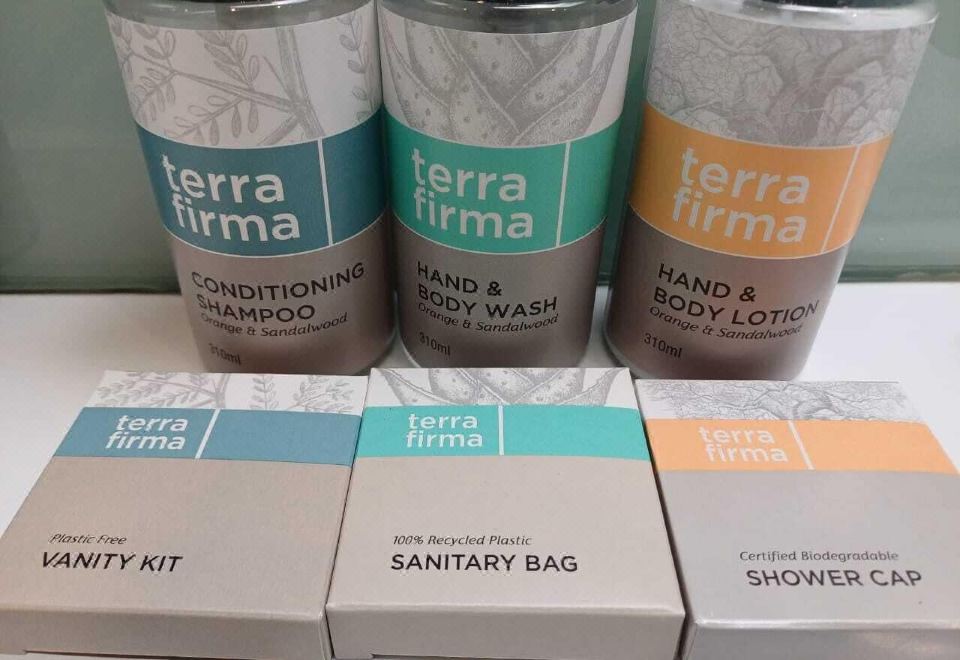 terra
firma
CONDITIONING
SHAMPOO
Orange & Sandalwood
310ml
terra
firma
HAND &
BODY WASH
Orange & Sandalwood
310ml
terra
firma
HAND &
BODY LOTION
Orange & Sandalwood
310ml
terra
firma
Plastic Free
VANITY KIT
terra
firma
100% Recycled Plastic
SANITARY BAG
terra
firma
Certified Biodegradable
SHOWER CAP